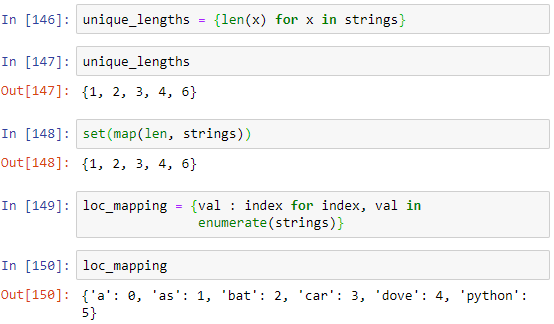 In [146]: unique_lengths = {len(x) for x in strings}
In [147]: unique_lengths
Out[147]: {1, 2, 3, 4, 6}
In [148]: set(map(len, strings))
Out[148]: {1, 2, 3, 4, 6}
In [149]: loc_mapping = {val : index for index, val in
enumerate(strings)}
In [150]: loc_mapping
Out[150]: {'a': 0, 'as': 1, 'bat': 2, 'car': 3, 'dove': 4, 'python':
5}